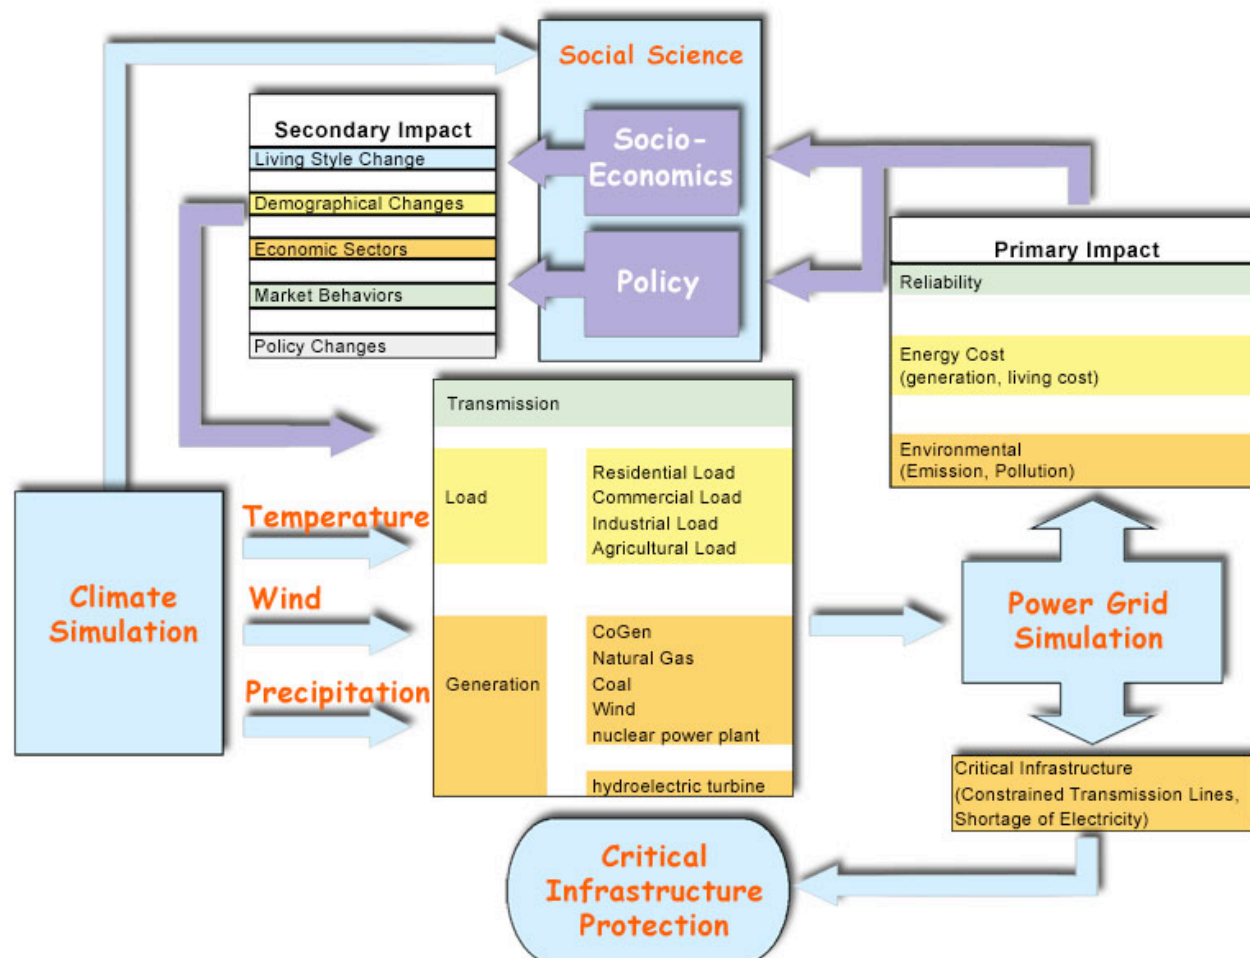 Social Science
Socio-
Economics
Policy
Secondary Impact
Living Style Change
Demographical Changes
Economic Sectors
Market Behaviors
Policy Changes
Primary Impact
Reliability
Energy Cost
(generation, living cost)
Environmental
(Emission, Pollution)
Transmission
Load
Residential Load
Commercial Load
Industrial Load
Agricultural Load
Generation
CoGen
Natural Gas
Coal
Wind
nuclear power plant
hydroelectric turbine
Climate
Simulation
Temperature
Wind
Precipitation
Power Grid
Simulation
Critical Infrastructure
(Constrained Transmission Lines,
Shortage of Electricity)
Critical
Infrastructure
Protection